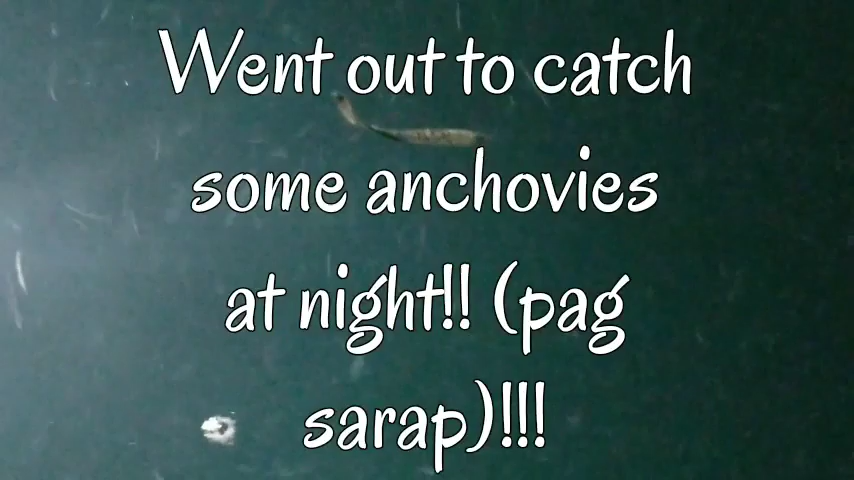 Went out to catch
some anchovies
at night!! (pag
sarap)!!!